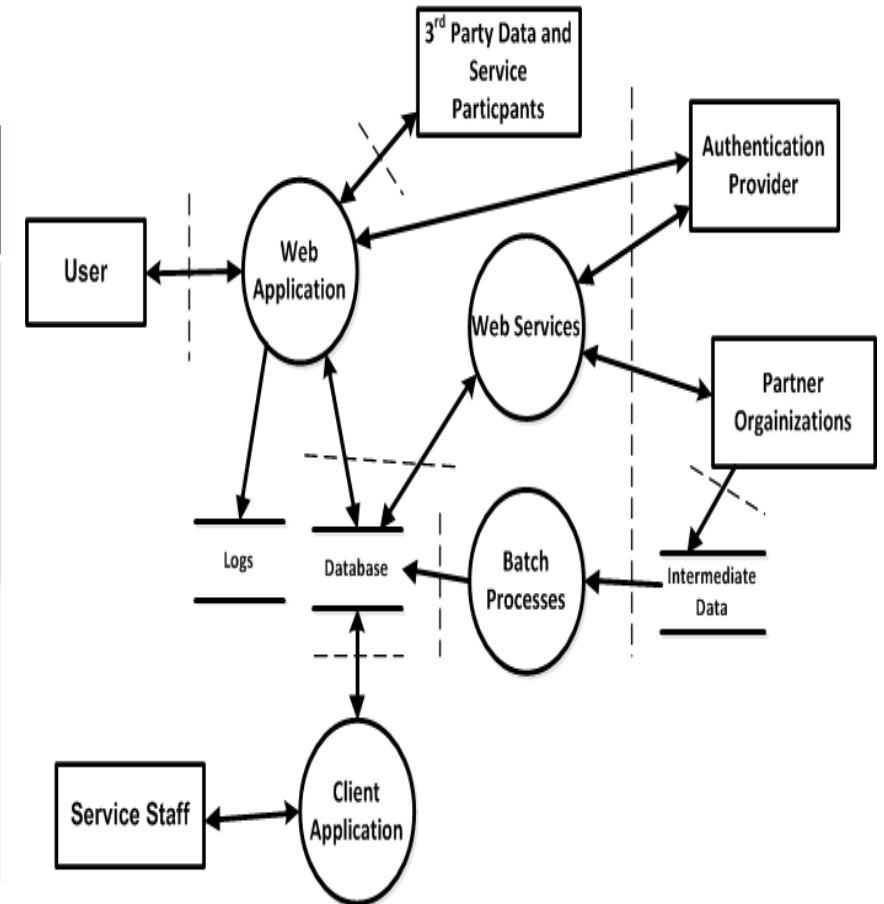 3rd Party Data and
Service
Particpants
Authentication
Provider
User
Web
Application
Web Services
Partner
Orgainizations
Logs
Database
Batch
Processes
Intermediate
Data
Service Staff
Client
Application